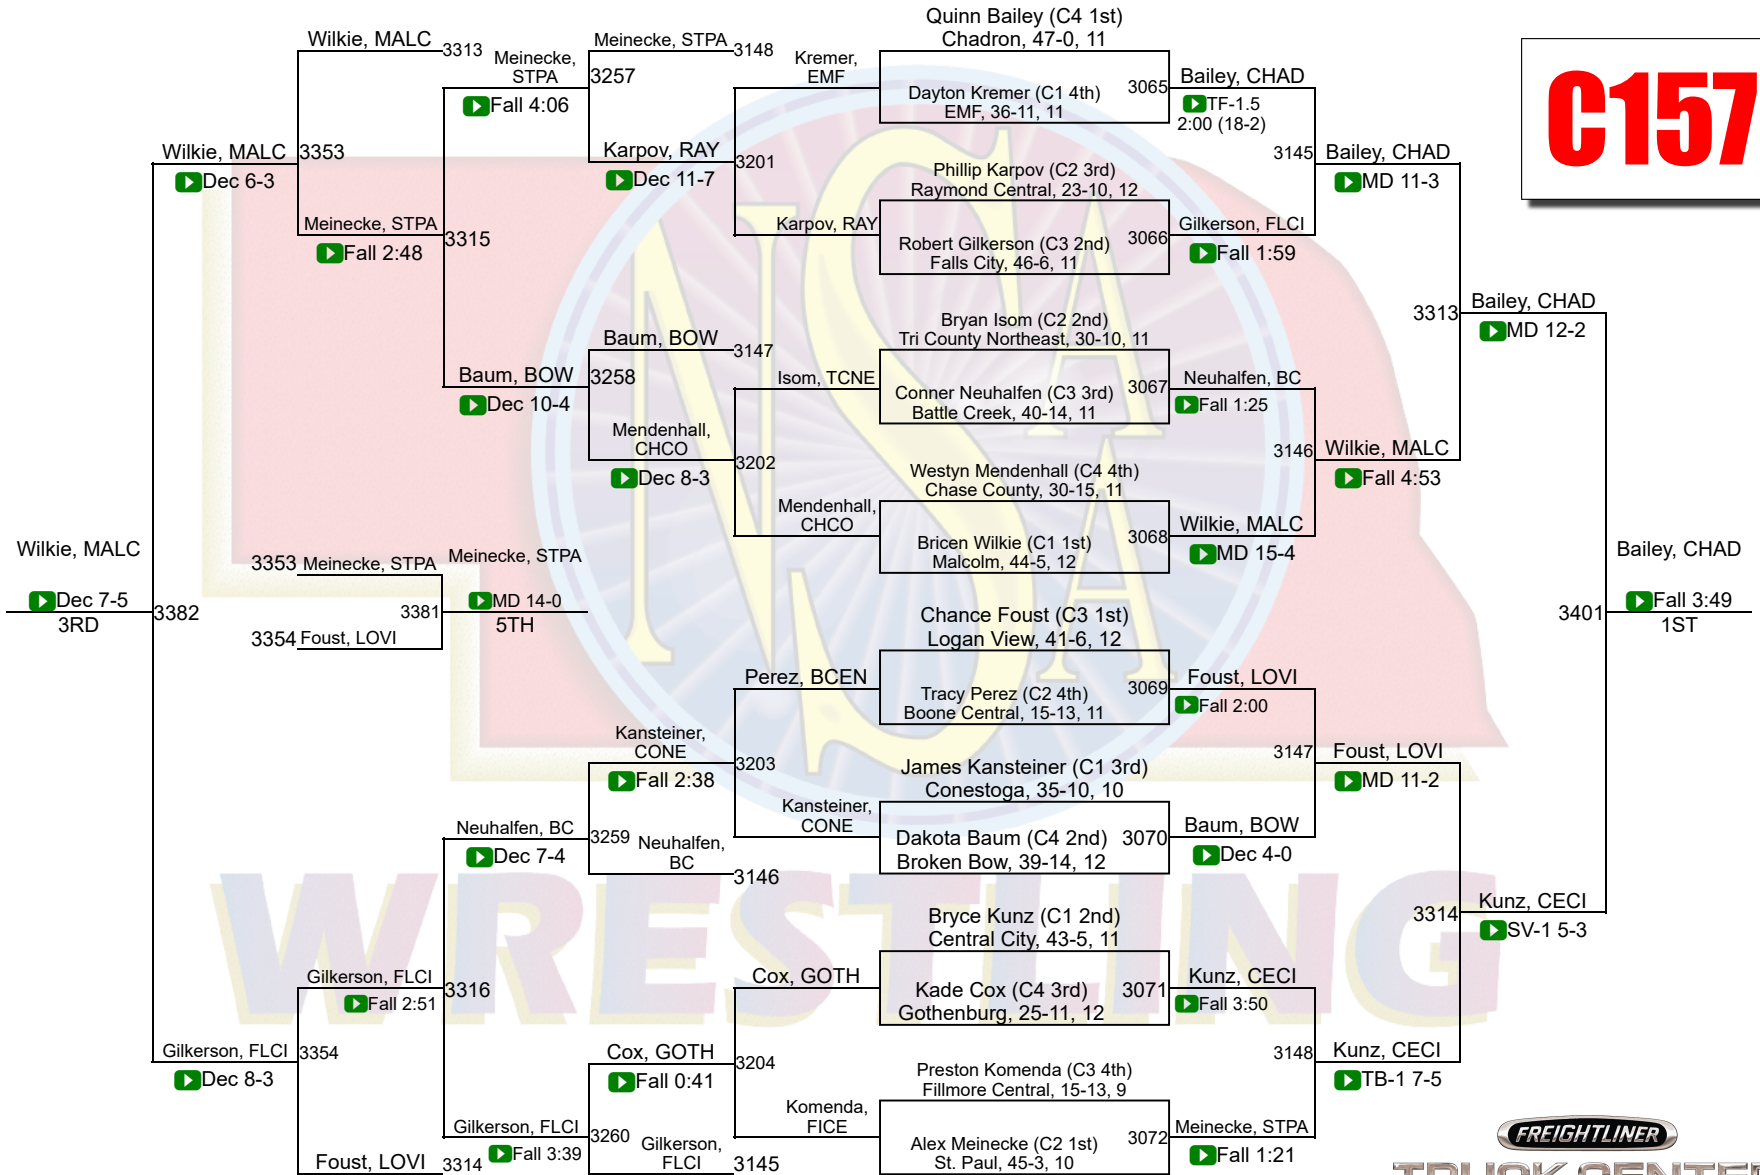 C157
Quinn Bailey (C4 1st)
Chadron, 47-0, 11
Dayton Kremer (C1 4th)
EMF, 36-11, 11
3065
Bailey, CHAD
TF-1.5
2:00 (18-2)
Phillip Karpov (C2 3rd)
Raymond Central, 23-10, 12
Robert Gilkerson (C3 2nd)
Falls City, 46-6, 11
3066
Gilkerson, FLCI
Fall 1:59
Bryan Isom (C2 2nd)
Tri County Northeast, 30-10, 11
Conner Neuhalfen (C3 3rd)
Battle Creek, 40-14, 11
3067
Neuhalfen, BC
Fall 1:25
Westyn Mendenhall (C4 4th)
Chase County, 30-15, 11
Bricen Wilkie (C1 1st)
Malcolm, 44-5, 12
3068
Wilkie, MALC
MD 15-4
Chance Foust (C3 1st)
Logan View, 41-6, 12
Tracy Perez (C2 4th)
Boone Central, 15-13, 11
3069
Foust, LOVI
Fall 2:00
James Kansteiner (C1 3rd)
Conestoga, 35-10, 10
Dakota Baum (C4 2nd)
Broken Bow, 39-14, 12
3070
Baum, BOW
Dec 4-0
Bryce Kunz (C1 2nd)
Central City, 43-5, 11
Kade Cox (C4 3rd)
Gothenburg, 25-11, 12
3071
Kunz, CECI
Fall 3:50
Preston Komenda (C3 4th)
Fillmore Central, 15-13, 9
Alex Meinecke (C2 1st)
St. Paul, 45-3, 10
3072
Meinecke, STPA
Fall 1:21
3145
Bailey, CHAD
MD 11-3
3146
Wilkie, MALC
Fall 4:53
3147
Foust, LOVI
MD 11-2
3148
Kunz, CECI
TB-1 7-5
3313
Bailey, CHAD
MD 12-2
3314
Kunz, CECI
SV-1 5-3
3401
Bailey, CHAD
Fall 3:49
1ST
Kremer,
EMF
Karpov, RAY
3201
Isom, TCNE
Mendenhall,
CHCO
3202
Perez, BCEN
Kansteiner,
CONE
3203
Cox, GOTH
Komenda,
FICE
3204
Meinecke, STPA
3148
Karpov, RAY
Dec 11-7
3257
Baum, BOW
3147
Mendenhall,
CHCO
Dec 8-3
3258
Kansteiner,
CONE
Fall 2:38
3259
Neuhalfen,
BC
3146
Cox, GOTH
Fall 0:41
3260
Gilkerson,
FLCI
3145
Meinecke,
STPA
Fall 4:06
Baum, BOW
Dec 10-4
3315
Neuhalfen, BC
Dec 7-4
3316
Gilkerson, FLCI
Fall 3:39
Wilkie, MALC
3313
Meinecke, STPA
Fall 2:48
3353
Gilkerson, FLCI
Fall 2:51
3354
Foust, LOVI
3314
Wilkie, MALC
Dec 6-3
Gilkerson, FLCI
Dec 8-3
3382
Wilkie, MALC
Dec 7-5
3RD
3353
Meinecke, STPA
3354
Foust, LOVI
3381
Meinecke, STPA
MD 14-0
5TH
NSAA
WRESTLING
FREIGHTLINER
TRUCK CENTER